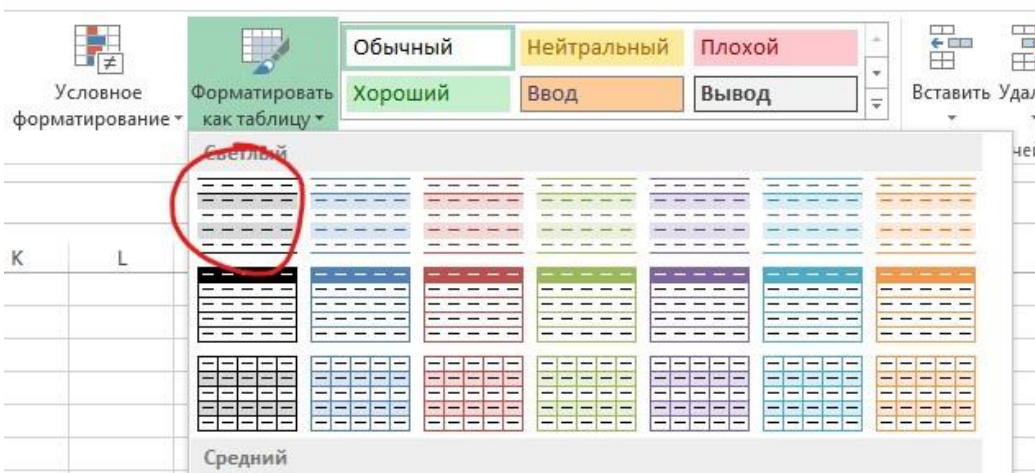 Условное
форматирование
Форматировать
как таблицу
Обычный
Нейтральный
Плохой
Хороший
Ввод
Вывод
Вставить
Светлый
K
L
Средний